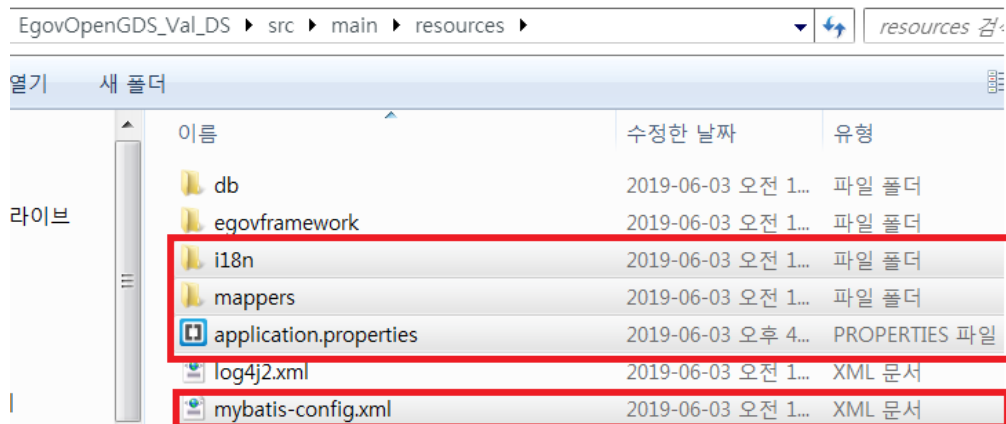 EgovOpenGDS_Val_DS ▶ src ▶ main ▶ resources ▶ resources 검
열기 새 폴더
이름 수정한 날짜 유형
db 2019-06-03 오전 1... 파일 폴더
라이브
egovframework 2019-06-03 오전 1... 파일 폴더
i18n 2019-06-03 오전 1... 파일 폴더
mappers 2019-06-03 오전 1... 파일 폴더
application.properties 2019-06-03 오후 4... PROPERTIES 파일
log4j2.xml 2019-06-03 오전 1... XML 문서
mybatis-config.xml 2019-06-03 오전 1... XML 문서